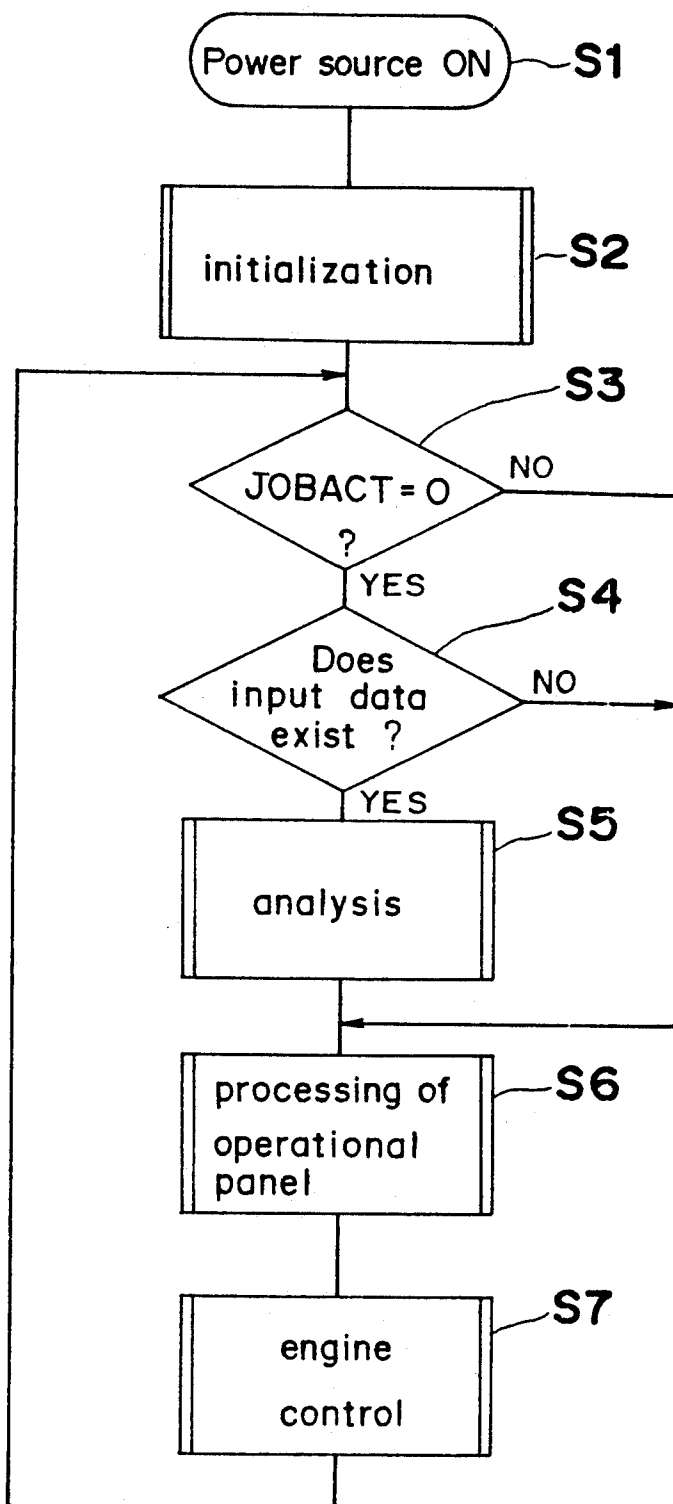 Power source ON
S1
initialization
S2
S3
JOBACT = 0
?
NO
YES
S4
Does
input data
exist ?
NO
YES
S5
analysis
S6
processing of
operational
panel
S7
engine
control